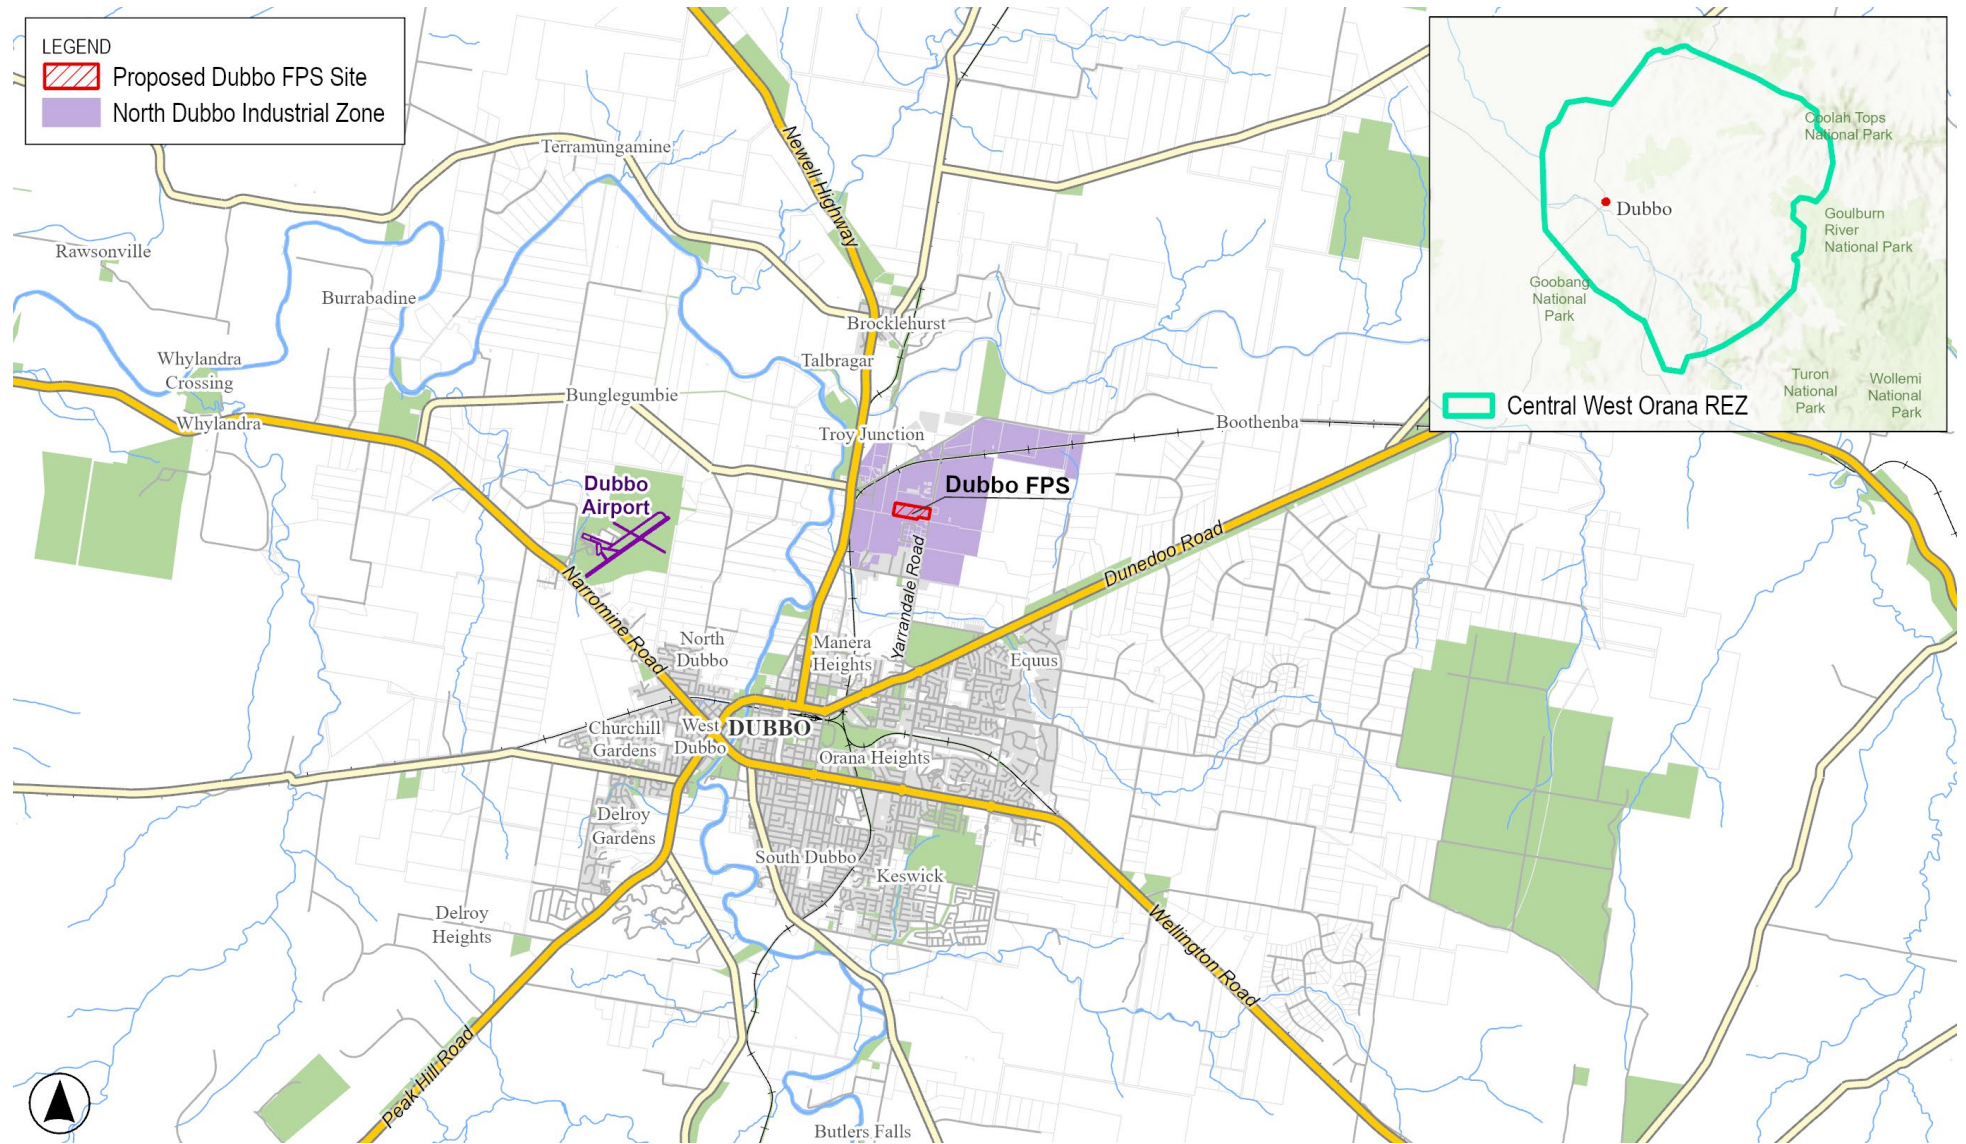 LEGEND
Proposed Dubbo FPS Site
North Dubbo Industrial Zone
Terramungamine
Newell Highway
Rawsonville
Burrabadine
Brocklehurst
Whylandra
Crossing
Talbragar
Bunglegumbie
Whylandra
Troy Junction
Boothenba
Dubbo
Airport
Dubbo FPS
Narromine Road
Yarrandale Road
Dunedoo Road
North
Dubbo
Manera
Heights
Equus
Churchill
Gardens
West
Dubbo
DUBBO
Orana Heights
Delroy
Gardens
South Dubbo
Keswick
Delroy
Heights
Wellington Road
Peak Hill Road
Butlers Falls
Coolah Tops
National Park
Dubbo
Goulburn
River
National Park
Goobang
National
Park
Turon
National
Park
Wollemi
National
Park
Central West Orana REZ